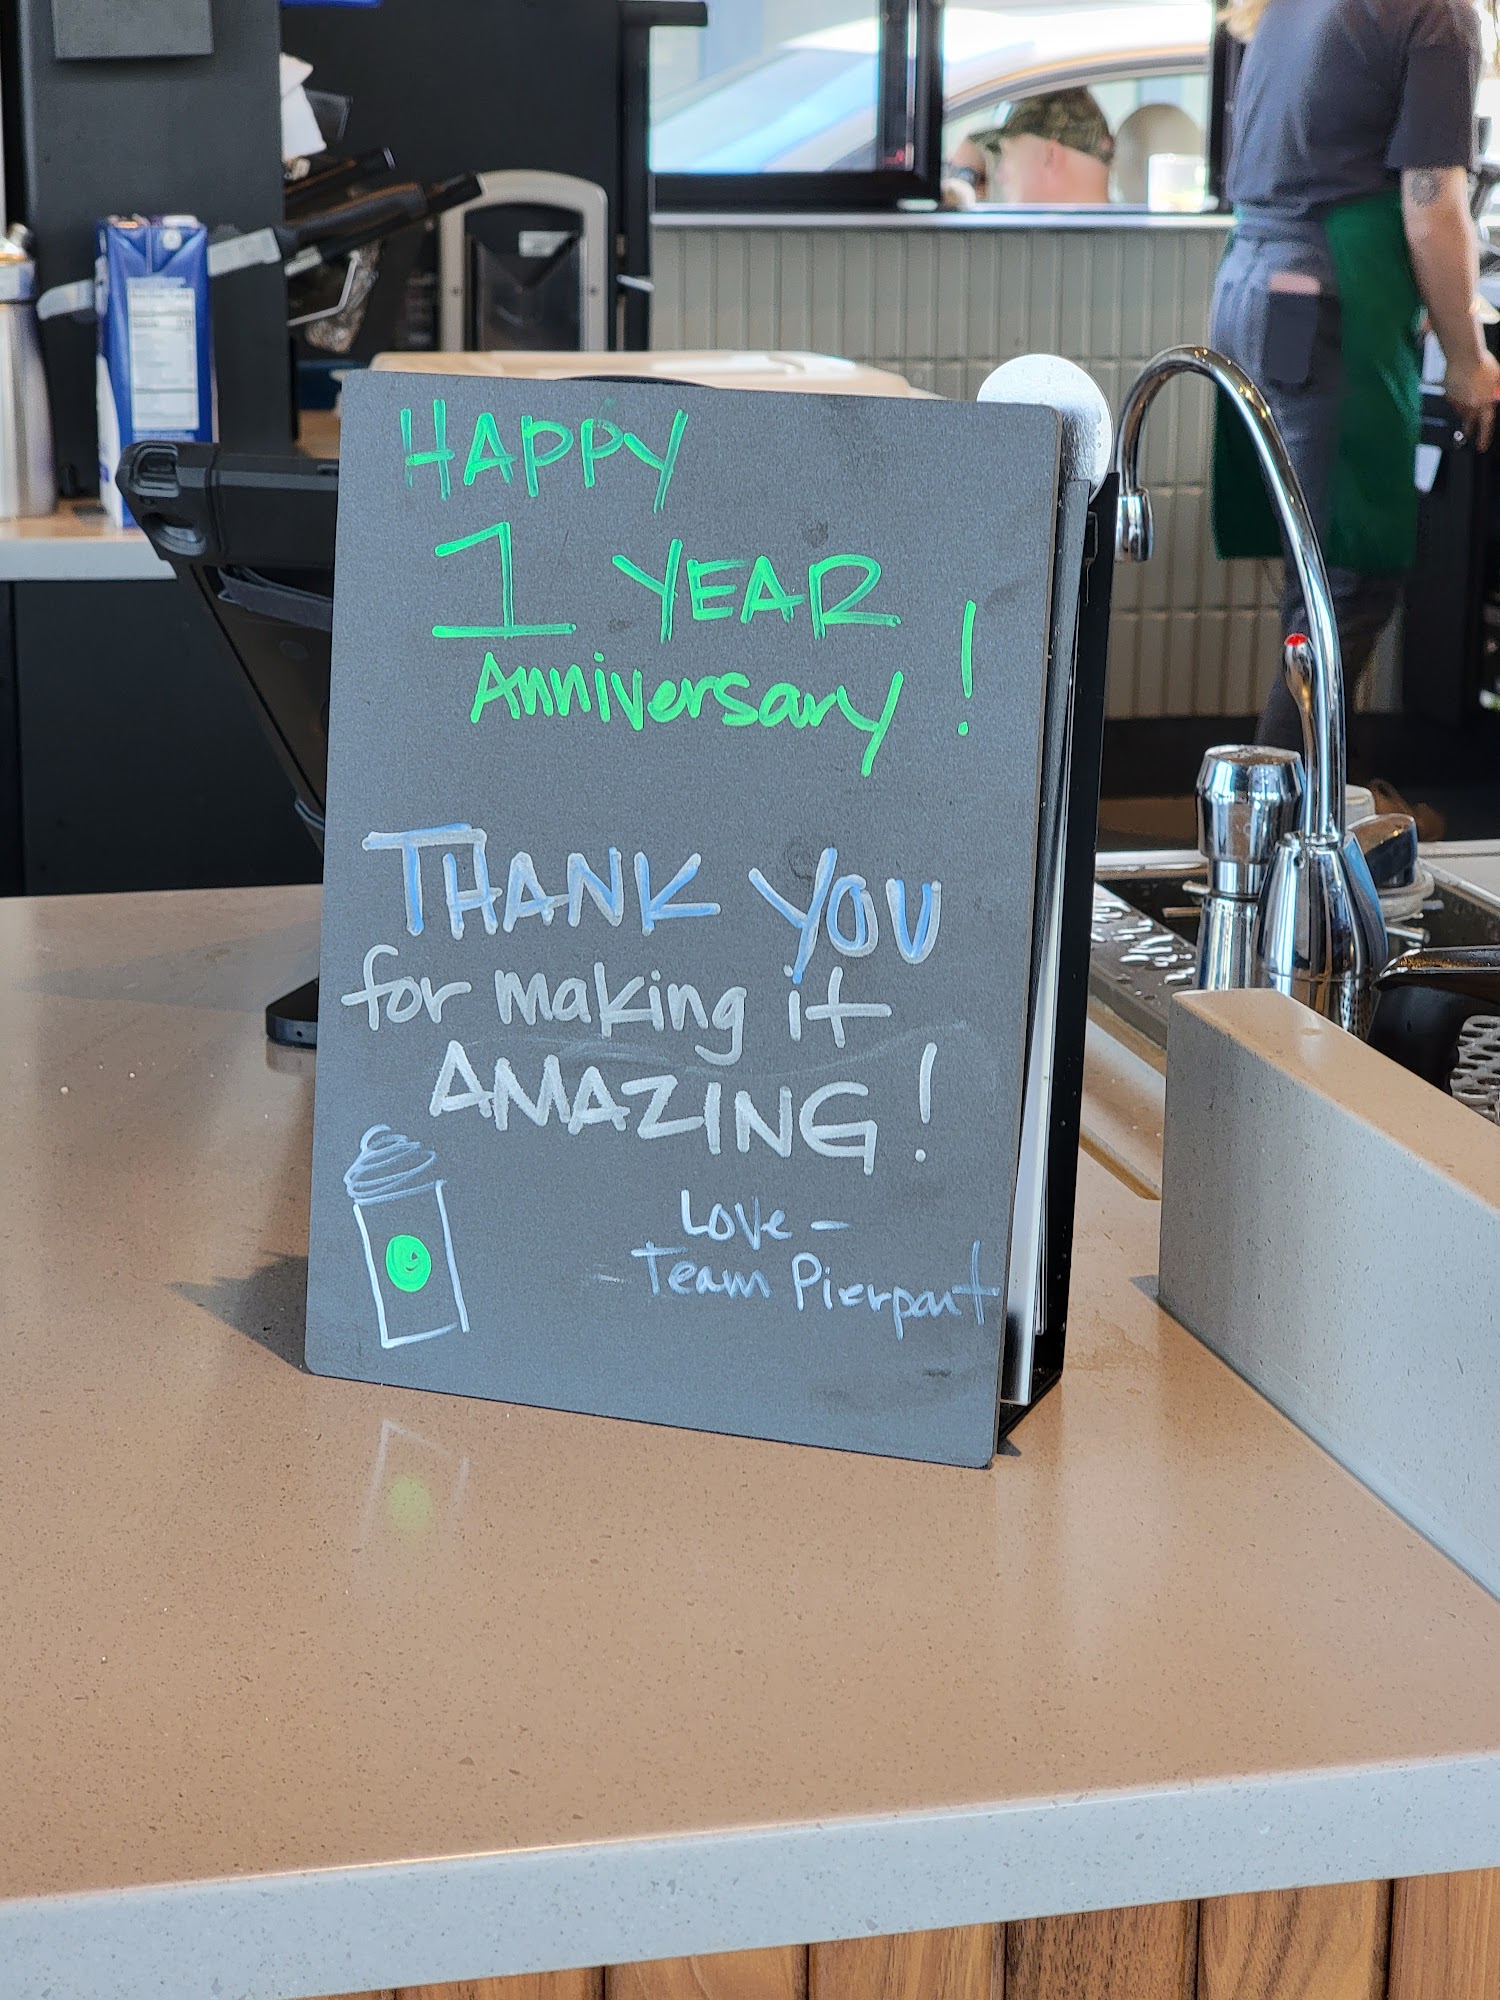 HAPPY
1 YEAR
Anniversary!
THANK YOU
for making it
AMAZING!
Love -
Team Pierpont